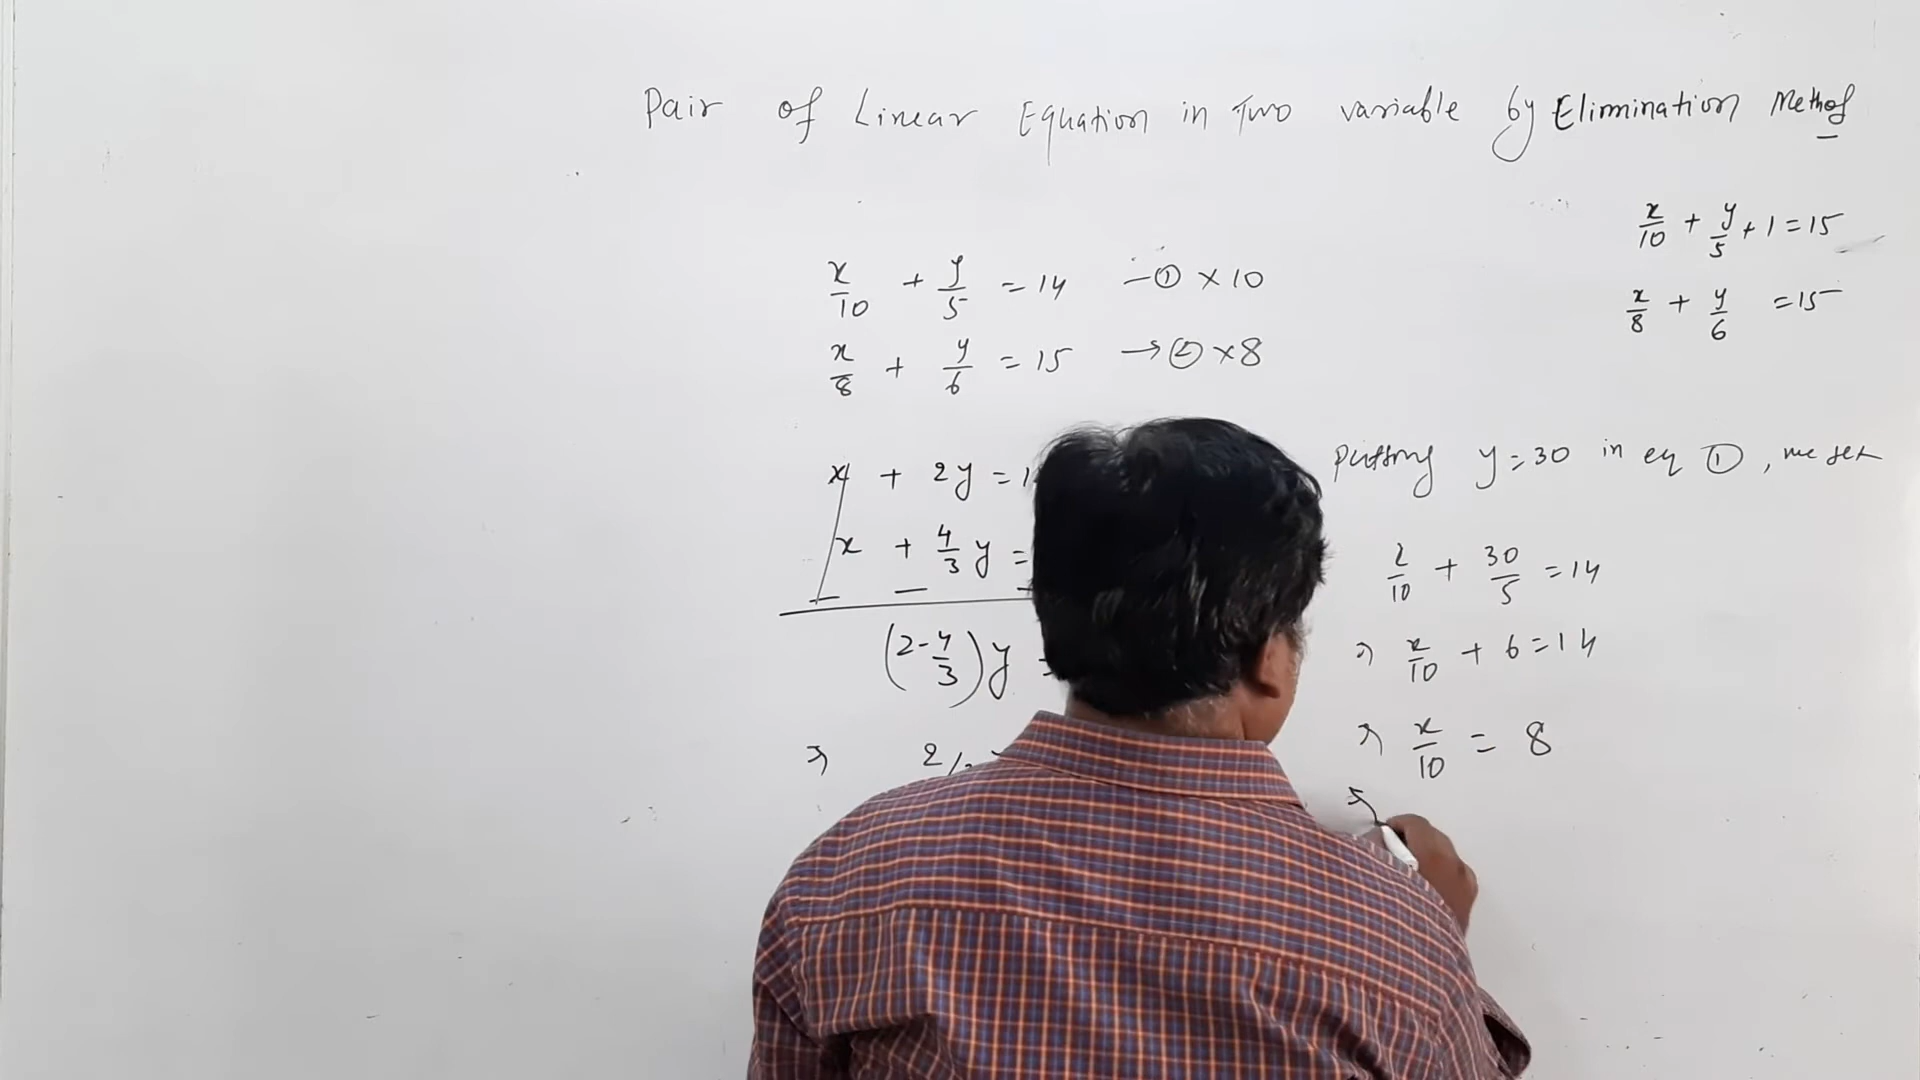 Pair of Linear Equation in Two variable by Elimination Method
x/10 + y/5 + 1 = 15
x/8 + y/6 = 15
x/10 + y/5 = 14 — ① × 10
x/8 + y/6 = 15 → ② × 8
x + 2y = 1
x + 4/3 y =
(2 - 4/3) y =
⇒ 2/
Putting y = 30 in eq ①, we get
x/10 + 30/5 = 14
⇒ x/10 + 6 = 14
⇒ x/10 = 8